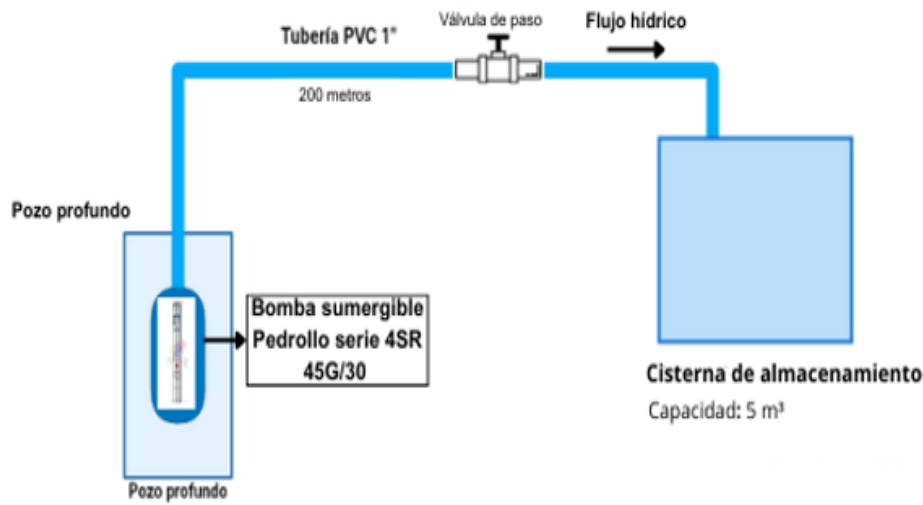 Válvula de paso
Flujo hídrico
Tubería PVC 1"
200 metros
Pozo profundo
Bomba sumergible
Pedrollo serie 4SR
45G/30
Cisterna de almacenamiento
Capacidad: 5 m³
Pozo profundo